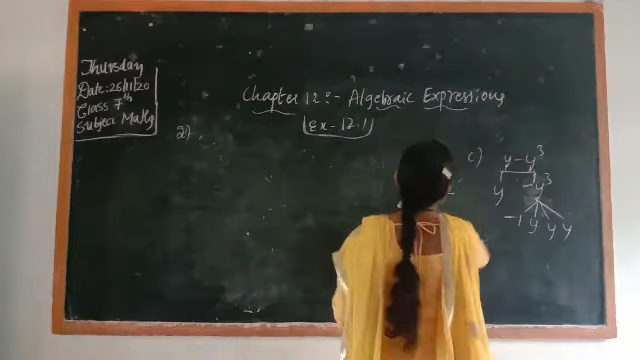 Thursday
Date: 26/11/20
Class 7th
Subject Maths
Chapter 12:- Algebraic Expressions
Ex - 12.1
2)
c) y - y³
y -y³
-1 y y y